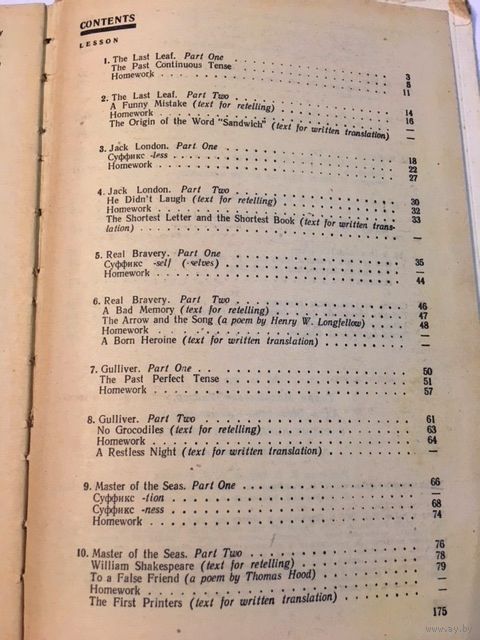 CONTENTS
LESSON
1. The Last Leaf. Part One . . . . . . . . . . 3
The Past Continuous Tense . . . . . . . . . . 5
Homework . . . . . . . . . . 11
2. The Last Leaf. Part Two . . . . . . . . . . 14
A Funny Mistake (text for retelling) . . . . . . . . . . 16
Homework . . . . . . . . . . —
The Origin of the Word "Sandwich" (text for written translation) —
3. Jack London. Part One . . . . . . . . . . 18
Суффикс -less . . . . . . . . . . 22
Homework . . . . . . . . . . 27
4. Jack London. Part Two . . . . . . . . . . 30
He Didn't Laugh (text for retelling) . . . . . . . . . . 32
Homework . . . . . . . . . . 33
The Shortest Letter and the Shortest Book (text for written trans-
lation) . . . . . . . . . . —
5. Real Bravery. Part One . . . . . . . . . . 35
Суффикс -self (-selves) . . . . . . . . . . —
Homework . . . . . . . . . . 44
6. Real Bravery. Part Two . . . . . . . . . . 46
A Bad Memory (text for retelling) . . . . . . . . . . 47
The Arrow and the Song (a poem by Henry W. Longfellow) . . . . . 48
Homework . . . . . . . . . . —
A Born Heroine (text for written translation) . . . . . . . . . . —
7. Gulliver. Part One . . . . . . . . . . 50
The Past Perfect Tense . . . . . . . . . . 51
Homework . . . . . . . . . . 57
8. Gulliver. Part Two . . . . . . . . . . 61
No Grocodiles (text for retelling) . . . . . . . . . . 63
Homework . . . . . . . . . . 64
A Restless Night (text for written translation) . . . . . . . . . . —
9. Master of the Seas. Part One . . . . . . . . . . 66
Суффикс -tion . . . . . . . . . . —
Суффикс -ness . . . . . . . . . . 68
Homework . . . . . . . . . . 74
10. Master of the Seas. Part Two . . . . . . . . . . 76
William Shakespeare (text for retelling) . . . . . . . . . . 78
To a False Friend (a poem by Thomas Hood) . . . . . . . . . . 79
Homework . . . . . . . . . . —
The First Printers (text for written translation) . . . . . . . . . . —
175
www.ay.by